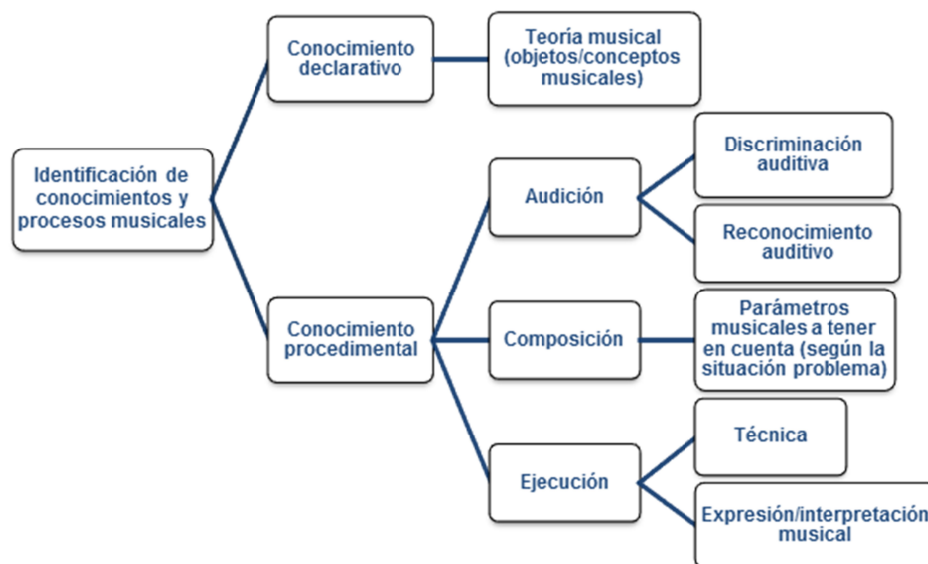 Identificación de
conocimientos y
procesos musicales
Conocimiento
declarativo
Teoría musical
(objetos/conceptos
musicales)
Conocimiento
procedimental
Audición
Discriminación
auditiva
Reconocimiento
auditivo
Composición
Parámetros
musicales a tener
en cuenta (según la
situación problema)
Ejecución
Técnica
Expresión/interpretación
musical